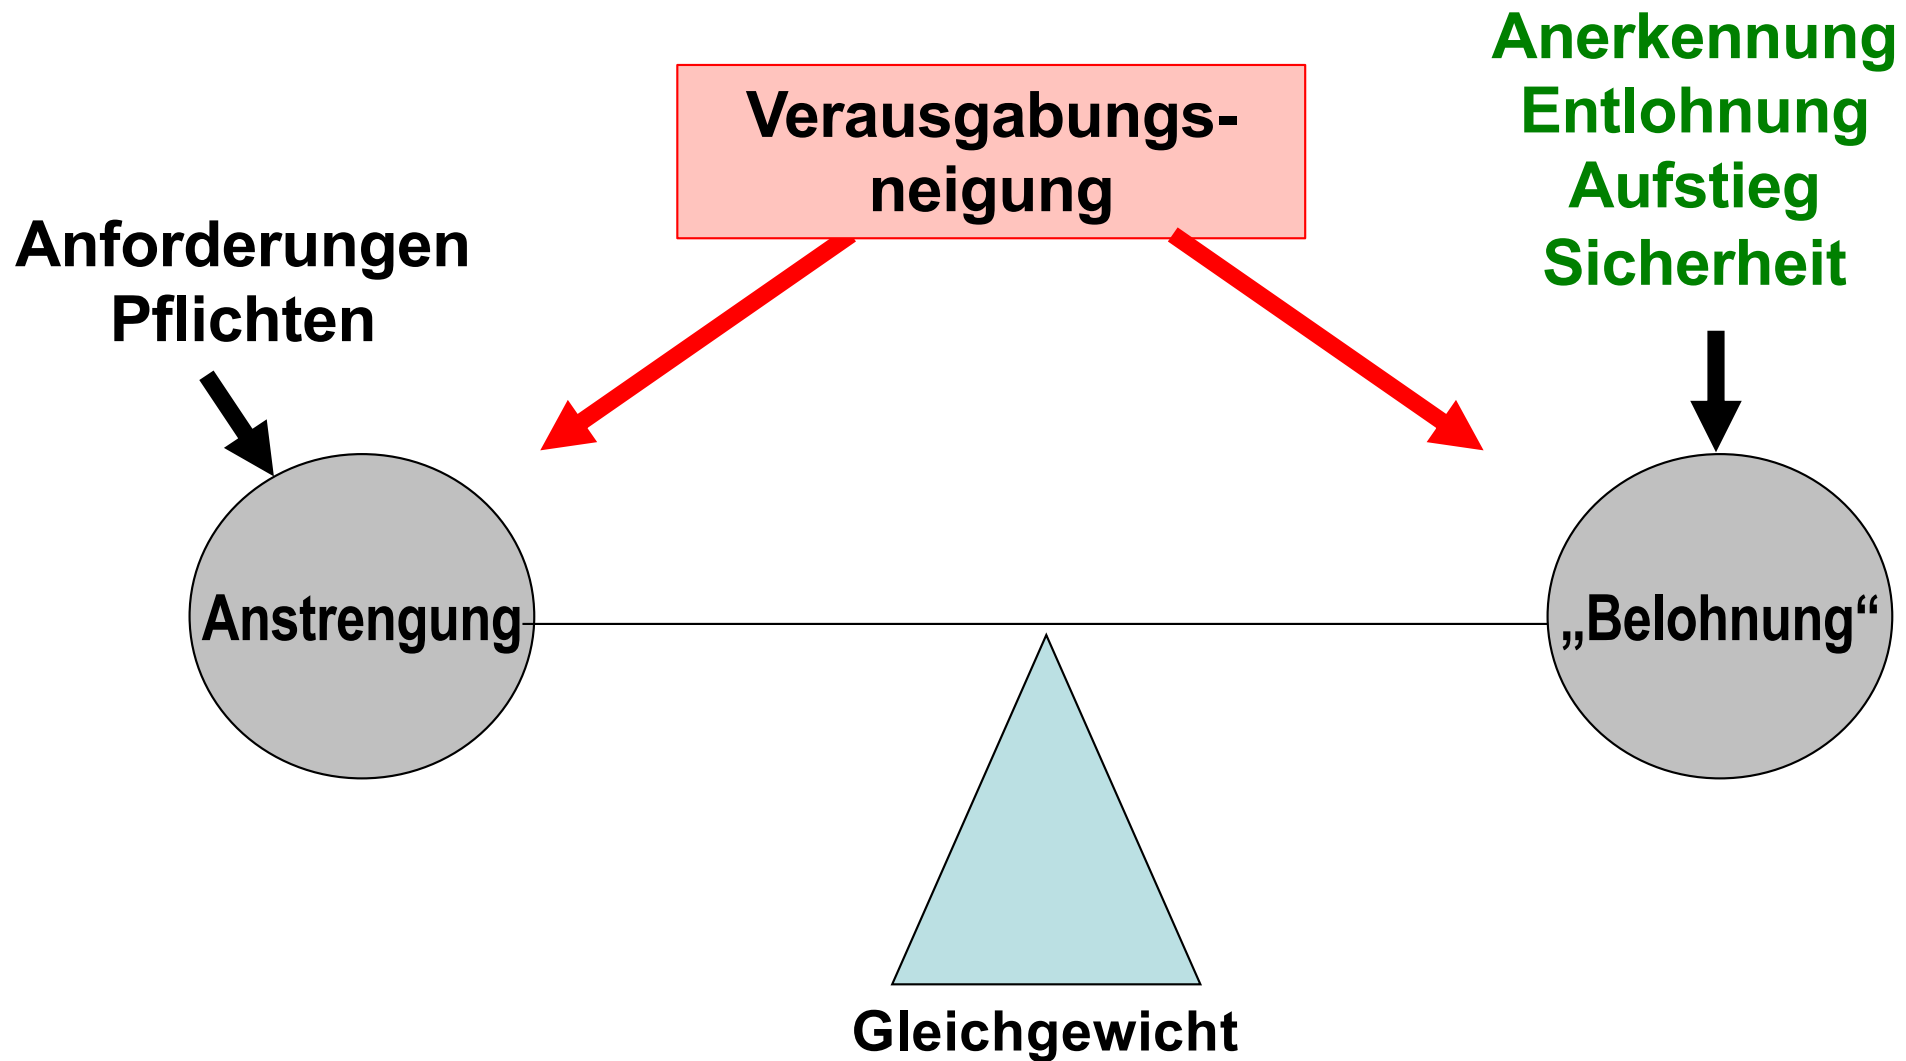 Verausgabungs-
neigung
Anerkennung
Entlohnung
Aufstieg
Sicherheit
Anforderungen
Pflichten
Anstrengung
„Belohnung“
Gleichgewicht